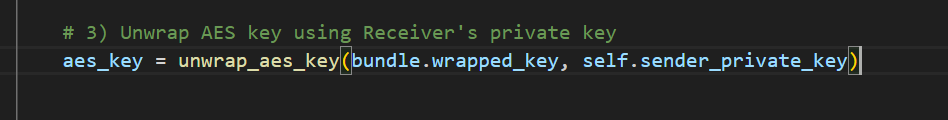 # 3) Unwrap AES key using Receiver's private key
aes_key = unwrap_aes_key(bundle.wrapped_key, self.sender_private_key)